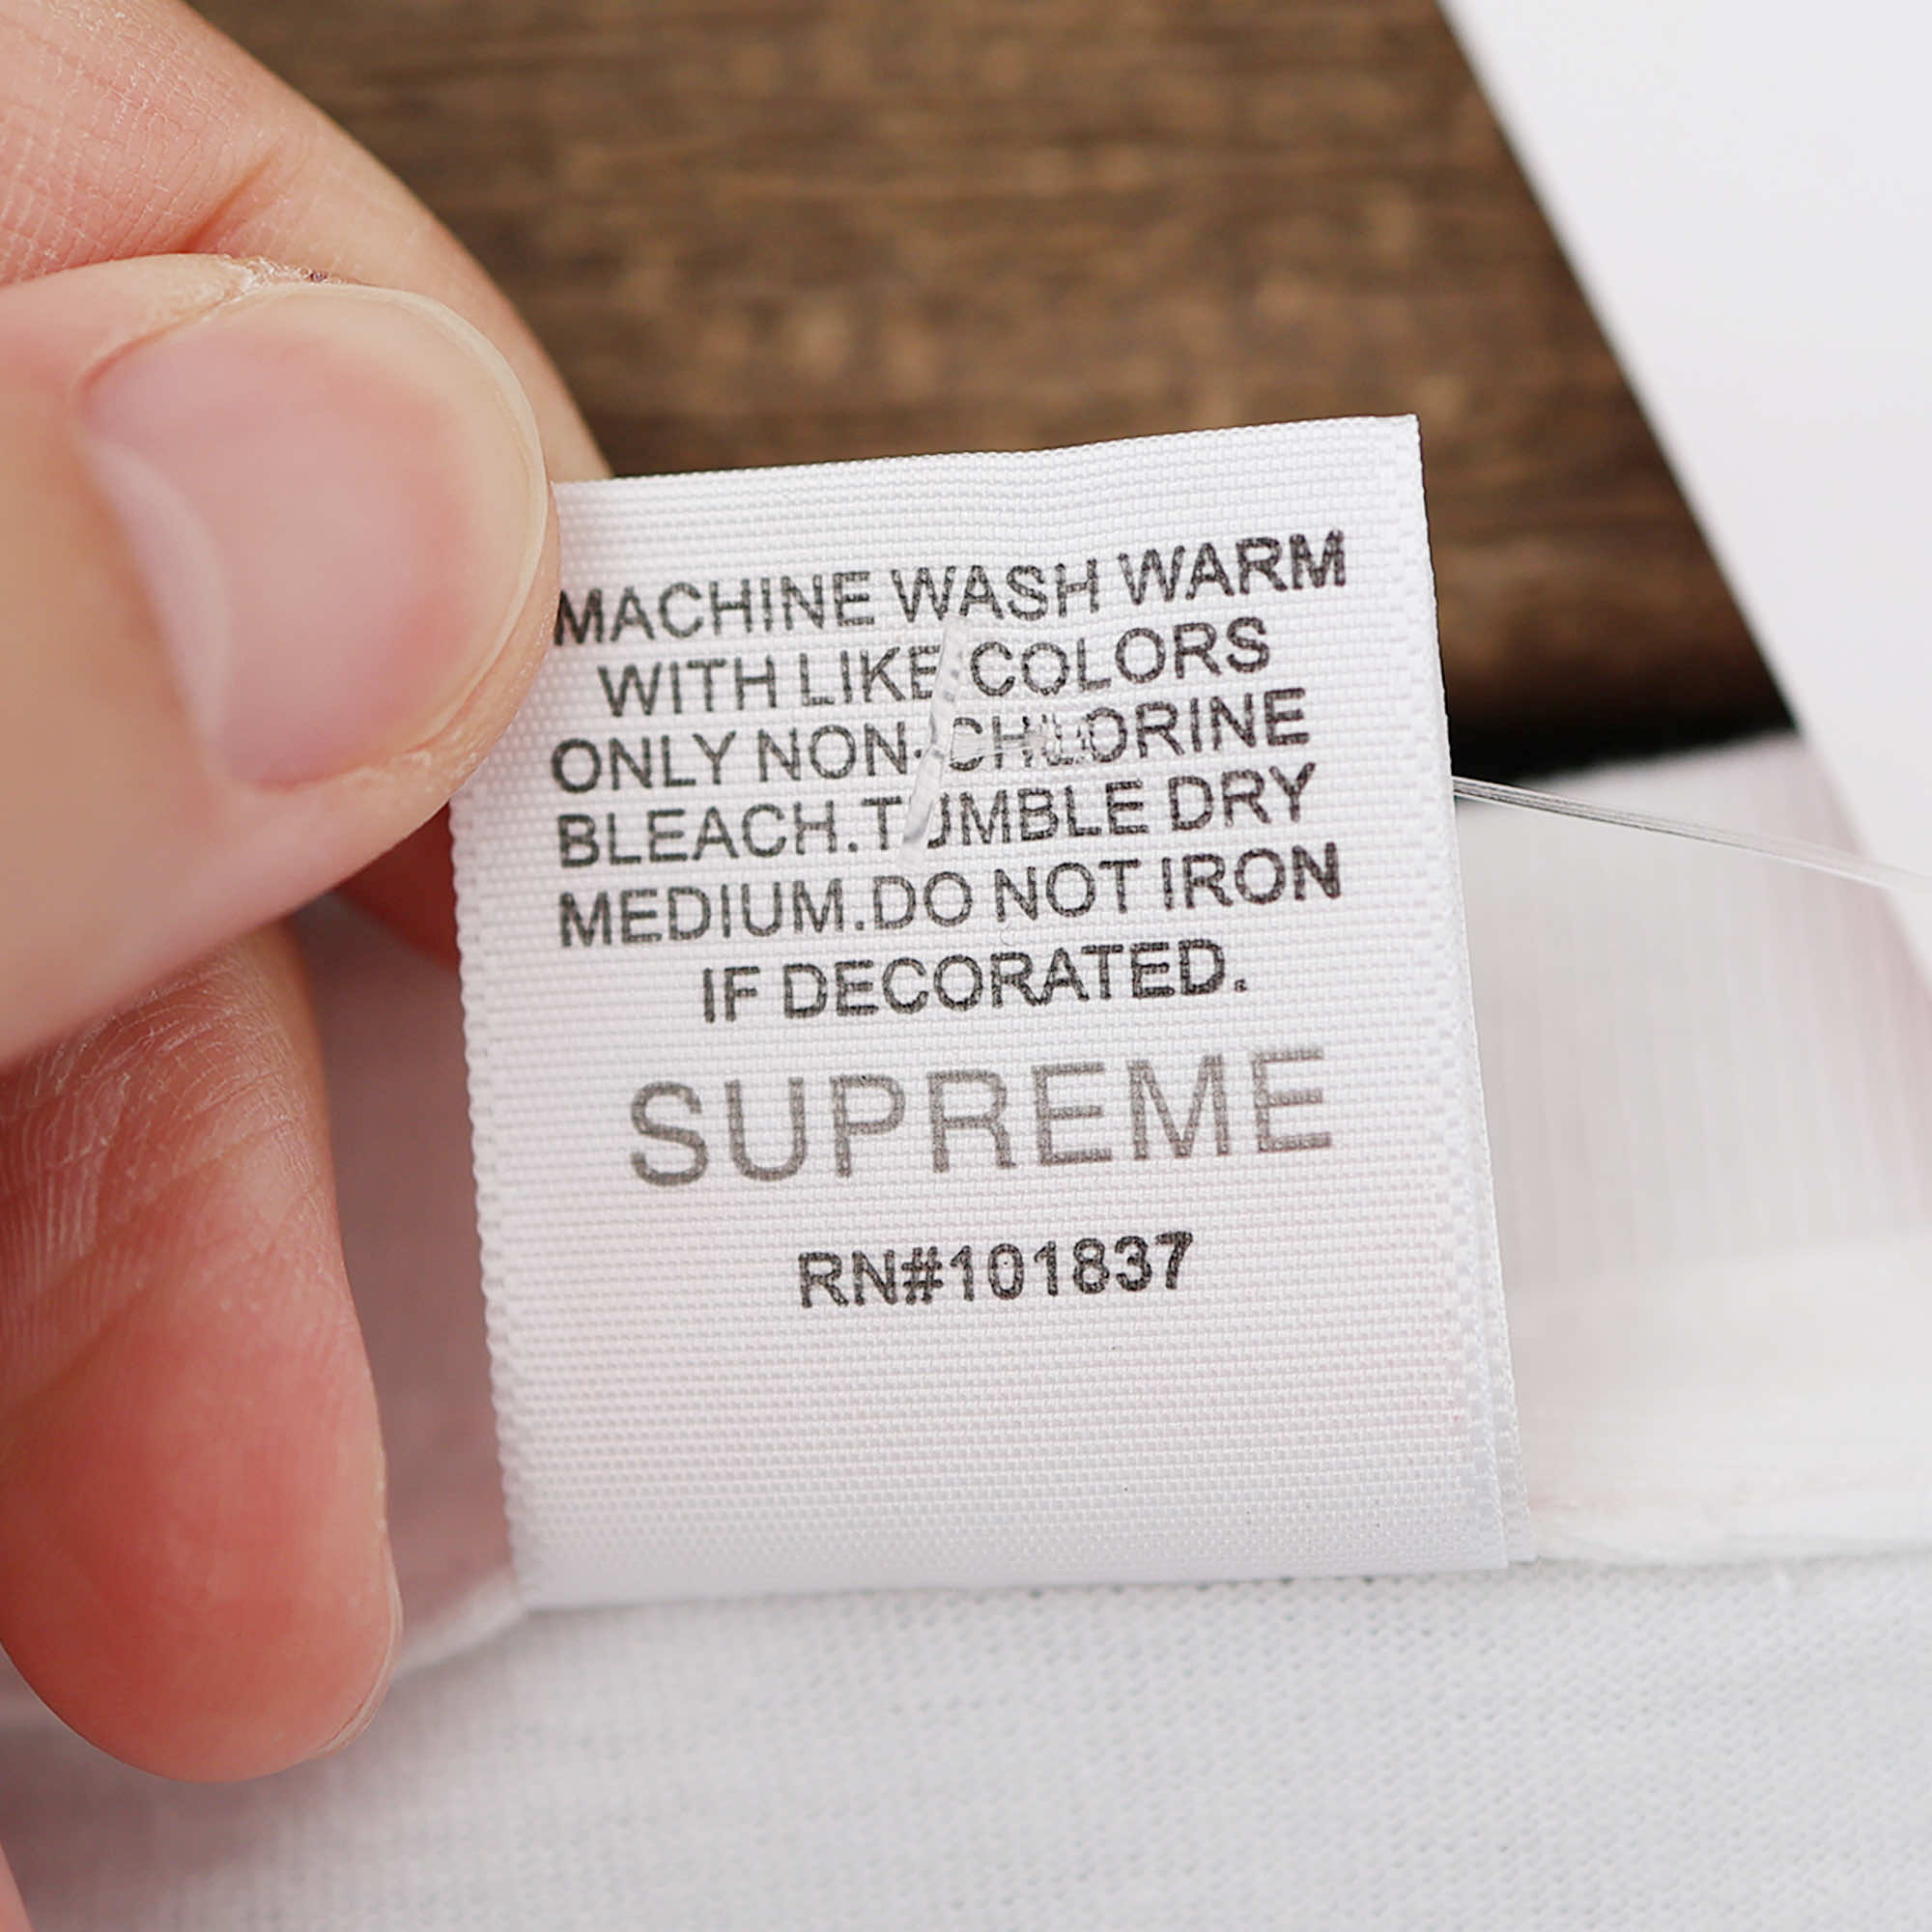 MACHINE WASH WARM
WITH LIKE COLORS
ONLY NON-CHLORINE
BLEACH.TUMBLE DRY
MEDIUM.DO NOT IRON
IF DECORATED.
SUPREME
RN#101837